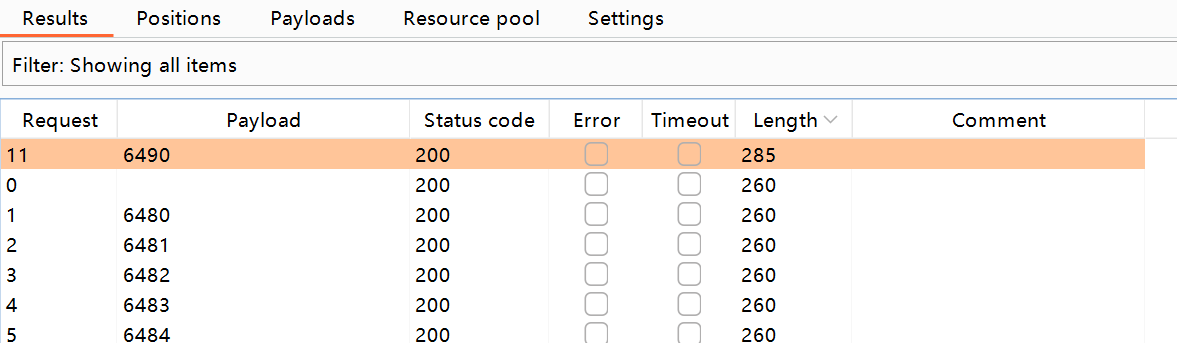 Results Positions Payloads Resource pool Settings
Filter: Showing all items
Request Payload Status code Error Timeout Length Comment
11 6490 200 285
0 200 260
1 6480 200 260
2 6481 200 260
3 6482 200 260
4 6483 200 260
5 6484 200 260